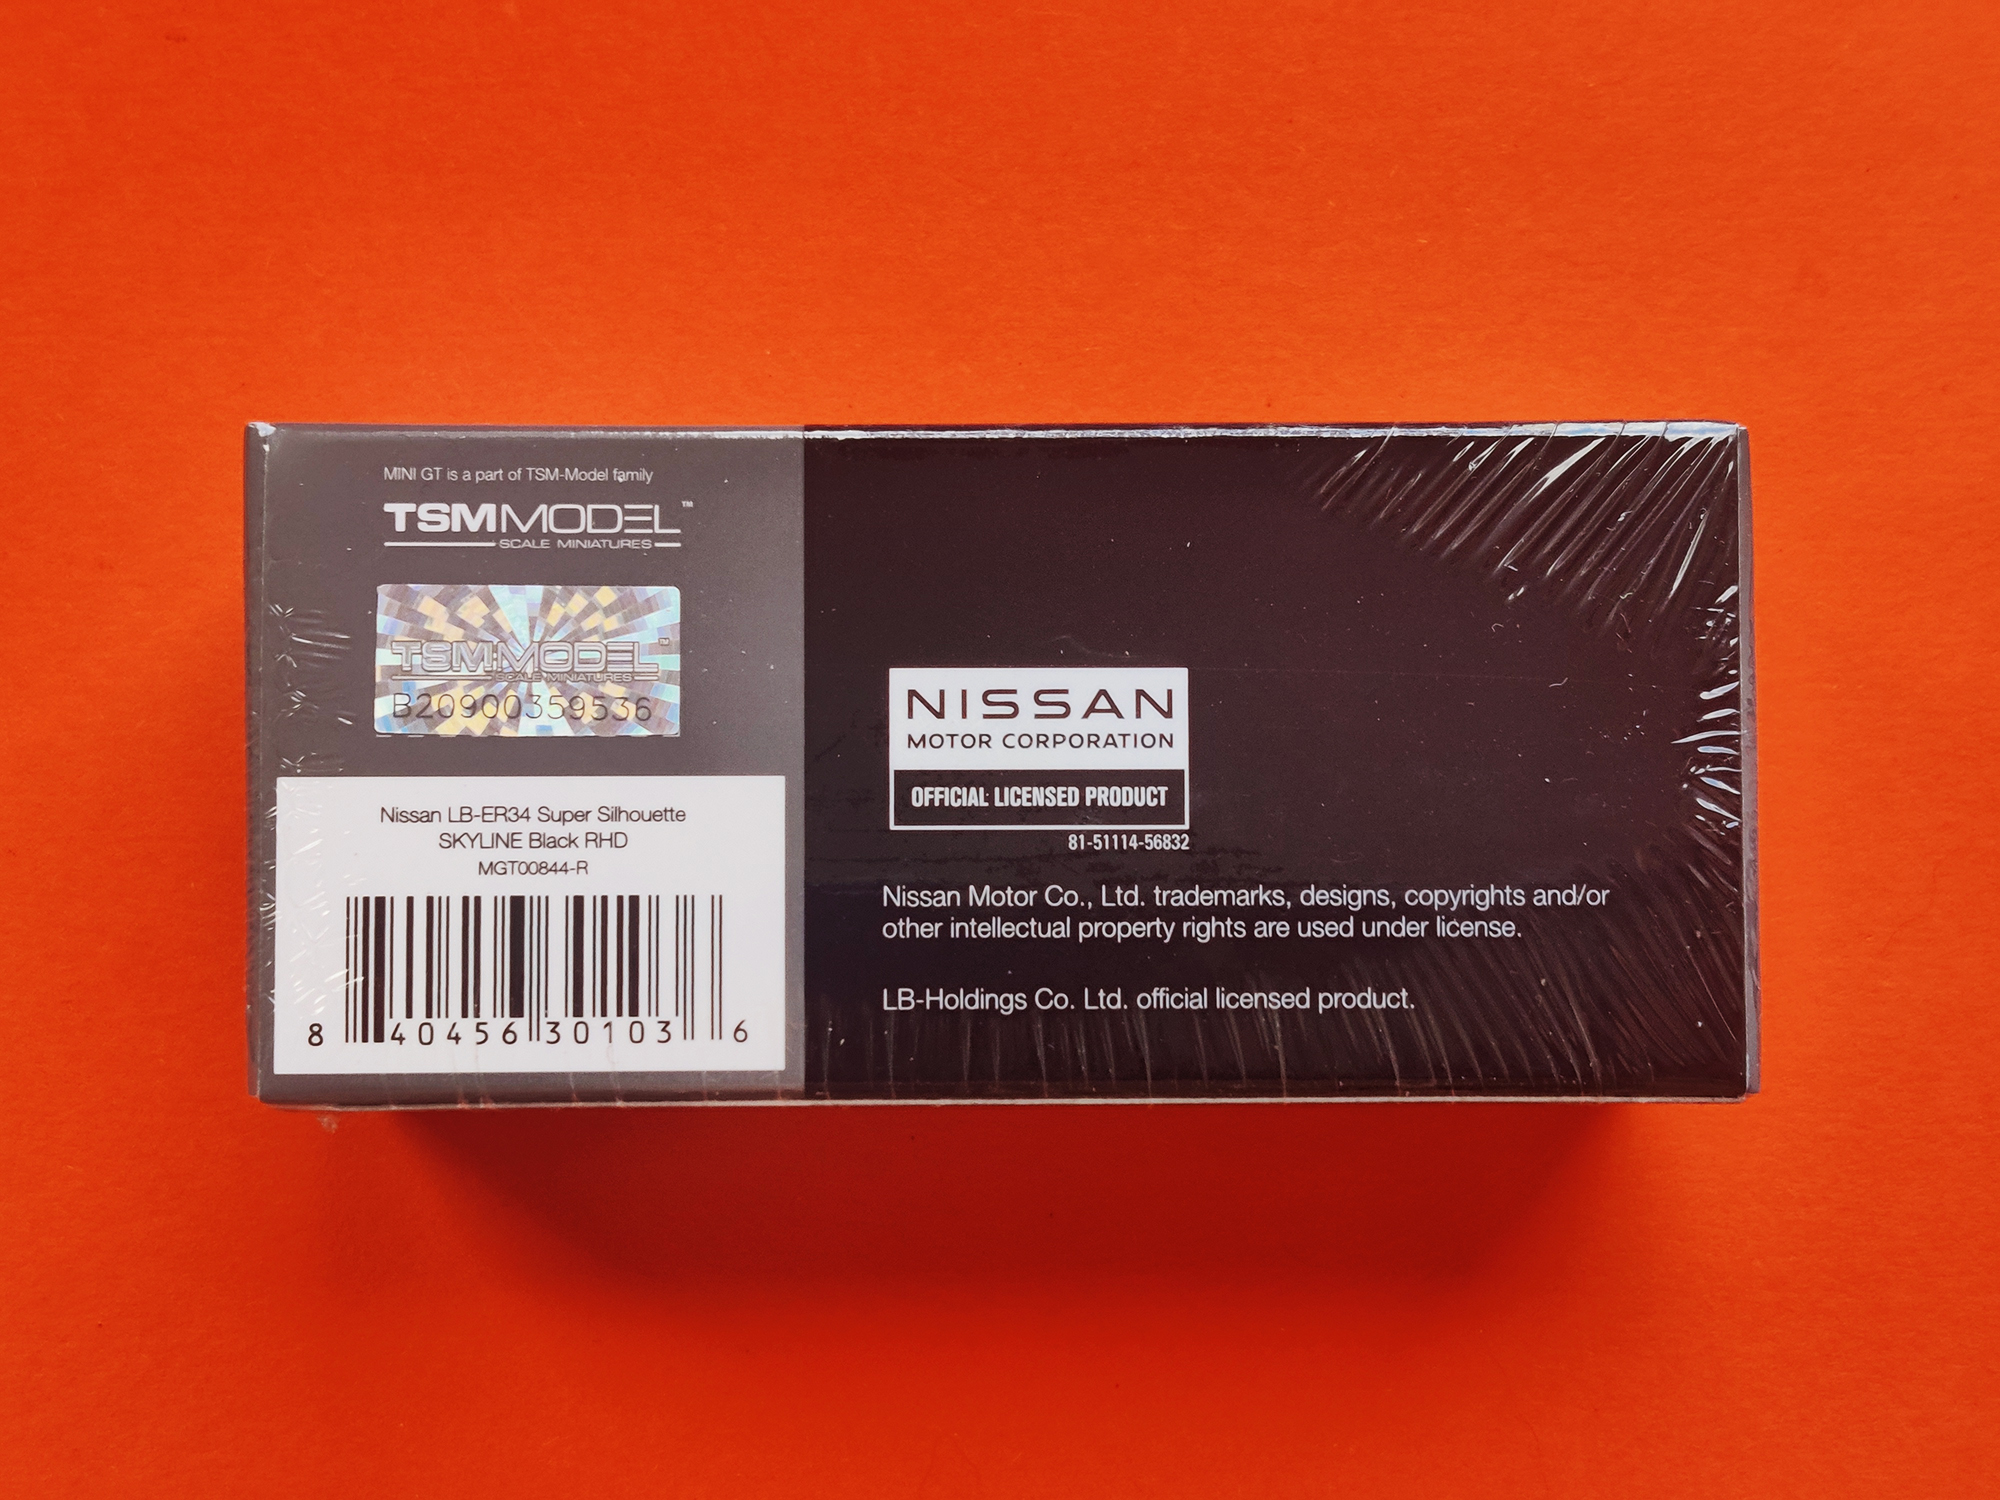 MINI GT is a part of TSM-Model family
TSMMODEL™
SCALE MINIATURES
TSMMODEL™
SCALE MINIATURES
B20900359536
Nissan LB-ER34 Super Silhouette
SKYLINE Black RHD
MGT00844-R
8 40456 30103 6
NISSAN
MOTOR CORPORATION
OFFICIAL LICENSED PRODUCT
81-51114-56832
Nissan Motor Co., Ltd. trademarks, designs, copyrights and/or
other intellectual property rights are used under license.
LB-Holdings Co. Ltd. official licensed product.